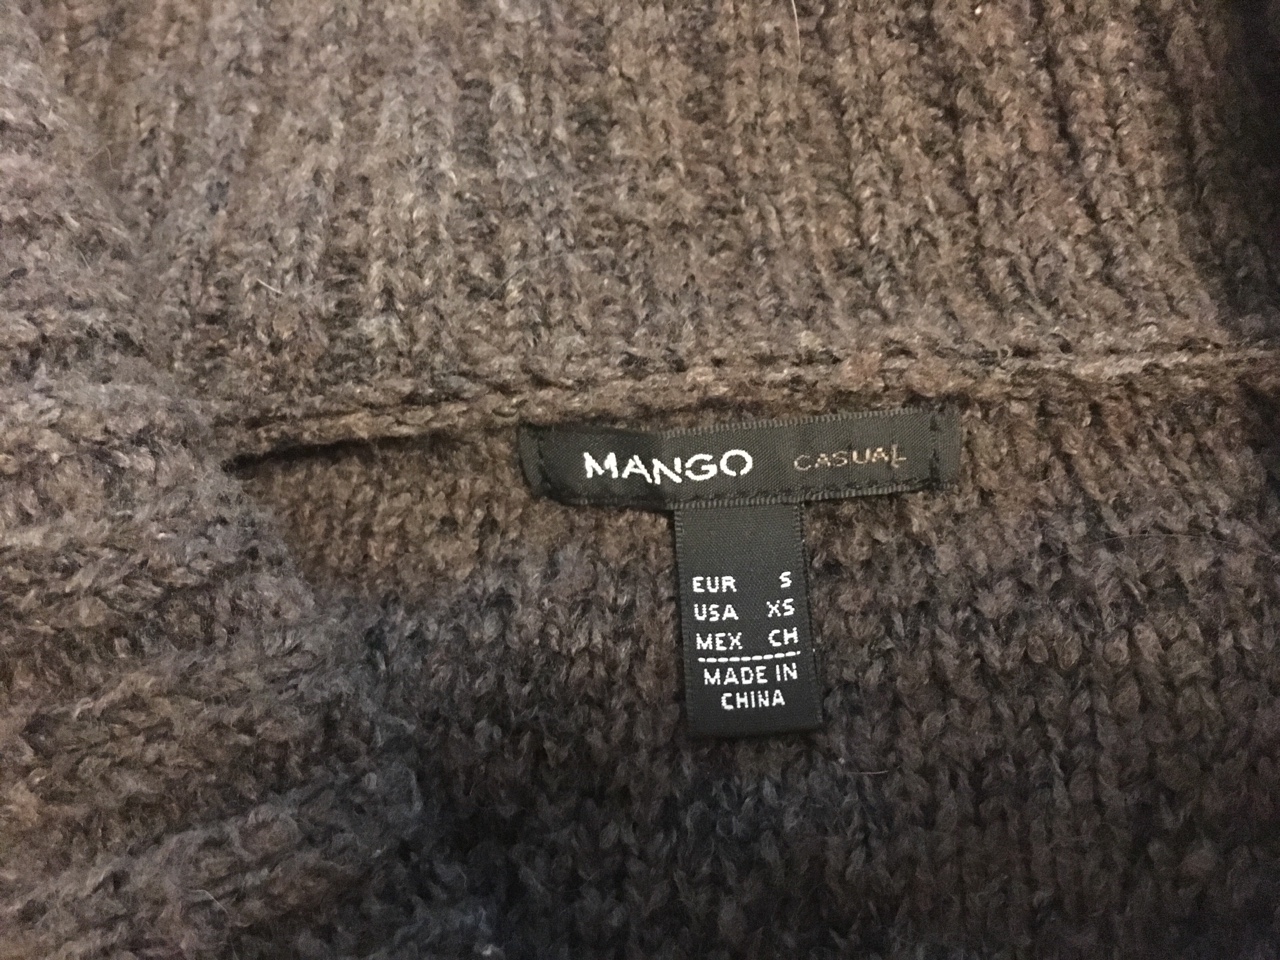 MANGO CASUAL
EUR S
USA XS
MEX CH
MADE IN
CHINA